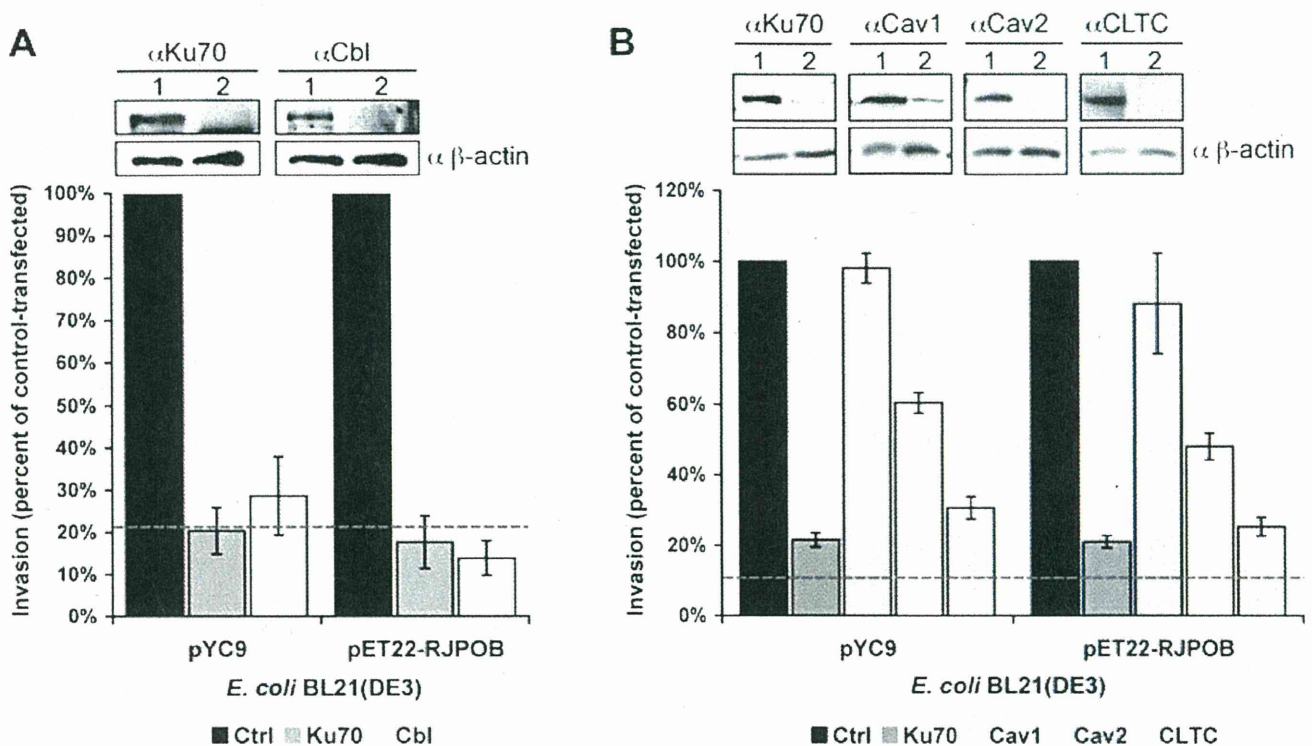 A
αKu70 αCbl
1 2 1 2
α β-actin
Invasion (percent of control-transfected)
100%
90%
80%
70%
60%
50%
40%
30%
20%
10%
0%
pYC9 pET22-RJPOB
E. coli BL21(DE3)
Ctrl Ku70 Cbl
B
αKu70 αCav1 αCav2 αCLTC
1 2 1 2 1 2 1 2
α β-actin
Invasion (percent of control-transfected)
120%
100%
80%
60%
40%
20%
0%
pYC9 pET22-RJPOB
E. coli BL21(DE3)
Ctrl Ku70 Cav1 Cav2 CLTC